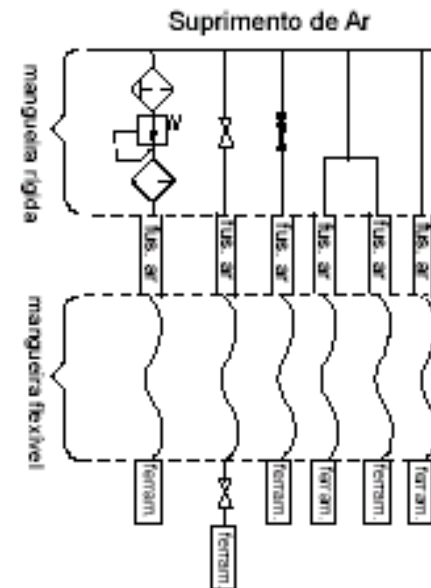 Suprimento de Ar
mangueira rígida
fus. ar
fus. ar
fus. ar
fus. ar
fus. ar
fus. ar
mangueira flexível
ferram.
ferram.
ferram.
ferram.
ferram.
ferram.